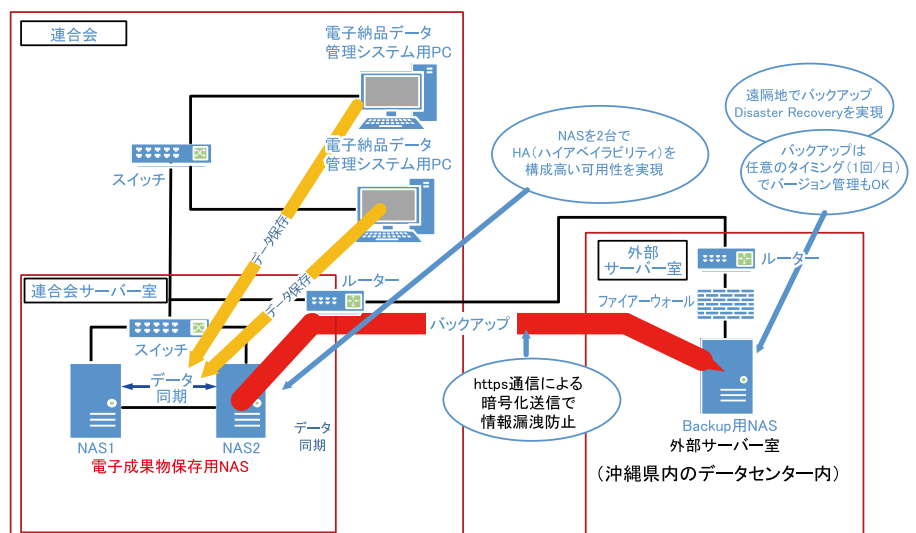 連合会
電子納品データ
管理システム用PC
電子納品データ
管理システム用PC
スイッチ
データ保存
データ保存
NASを2台で
HA(ハイアベイラビリティ)を
構成高い可用性を実現
遠隔地でバックアップ
Disaster Recoveryを実現
バックアップは
任意のタイミング(1回/日)
でバージョン管理もOK
連合会サーバー室
ルーター
スイッチ
データ
同期
NAS1
NAS2
電子成果物保存用NAS
データ
同期
バックアップ
https通信による
暗号化送信で
情報漏洩防止
外部
サーバー室
ルーター
ファイアーウォール
Backup用NAS
外部サーバー室
(沖縄県内のデータセンター内)